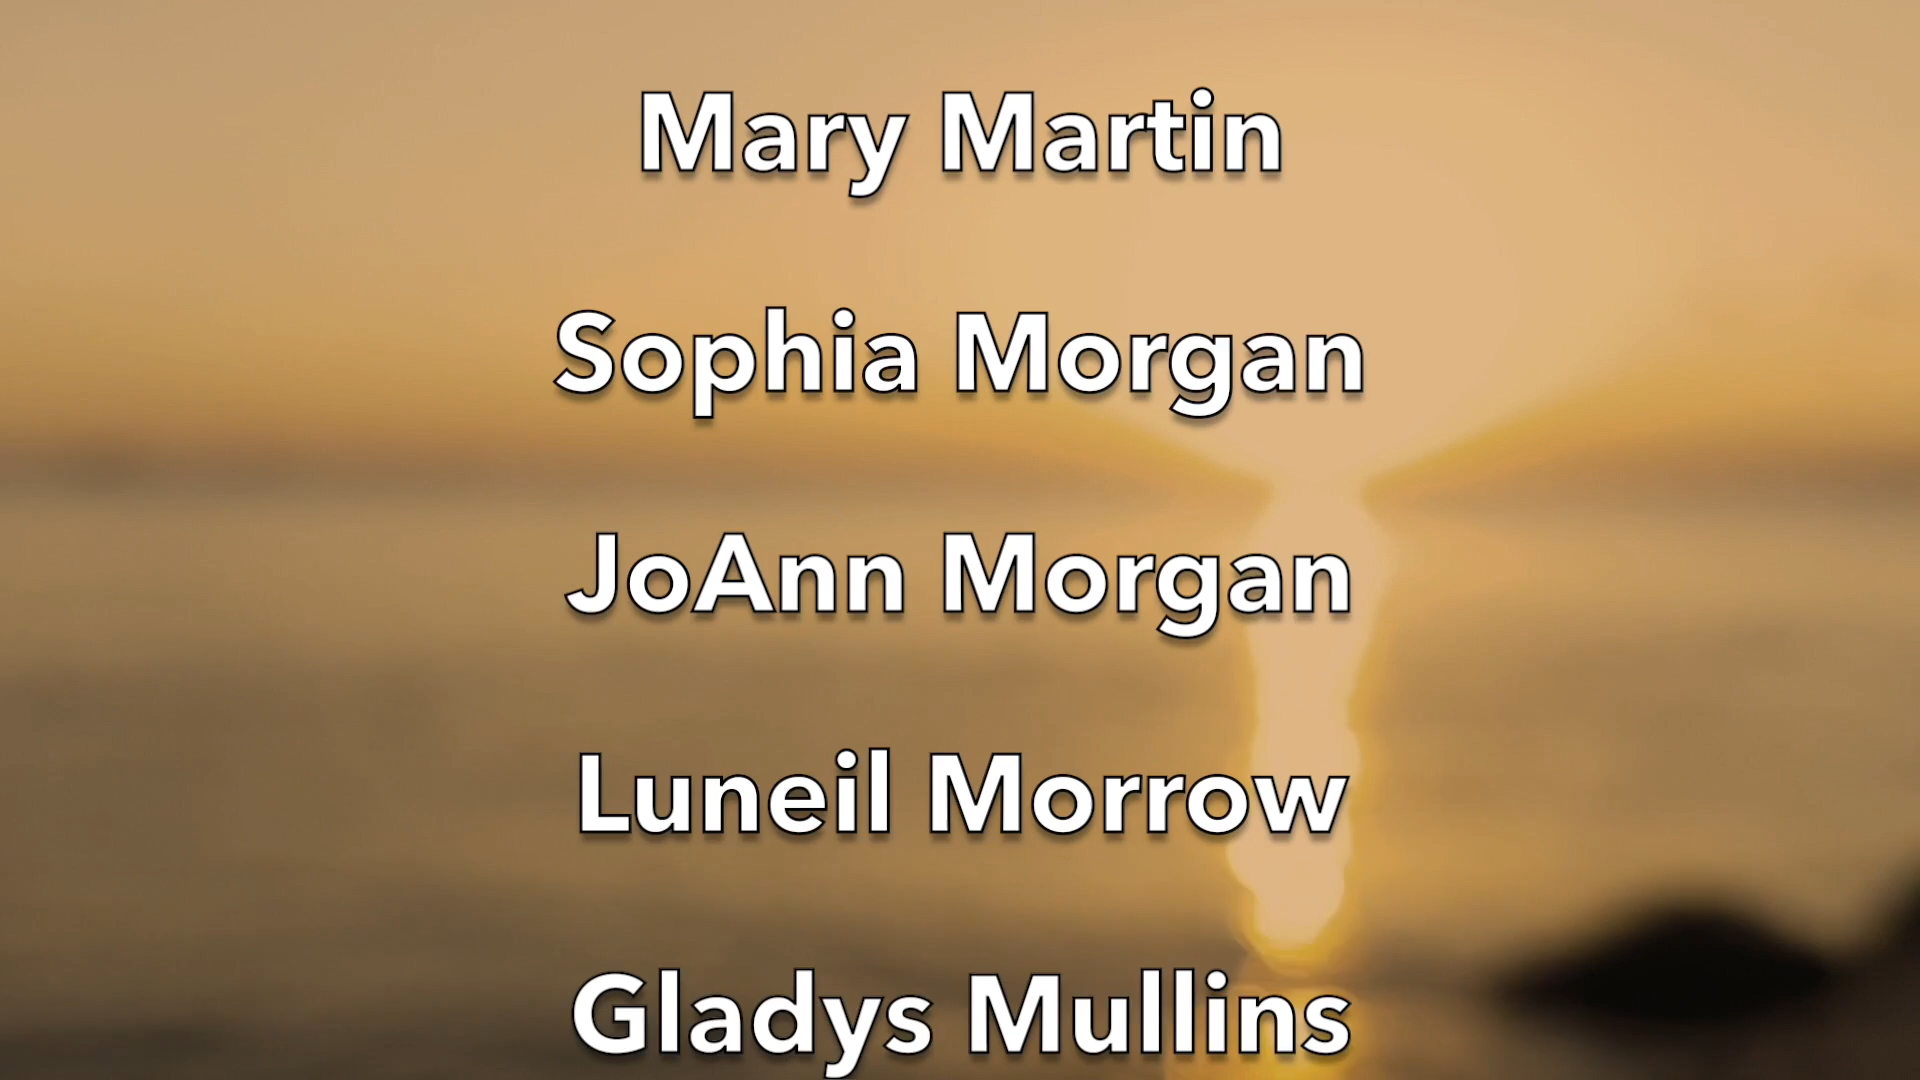 Mary Martin
Sophia Morgan
JoAnn Morgan
Luneil Morrow
Gladys Mullins